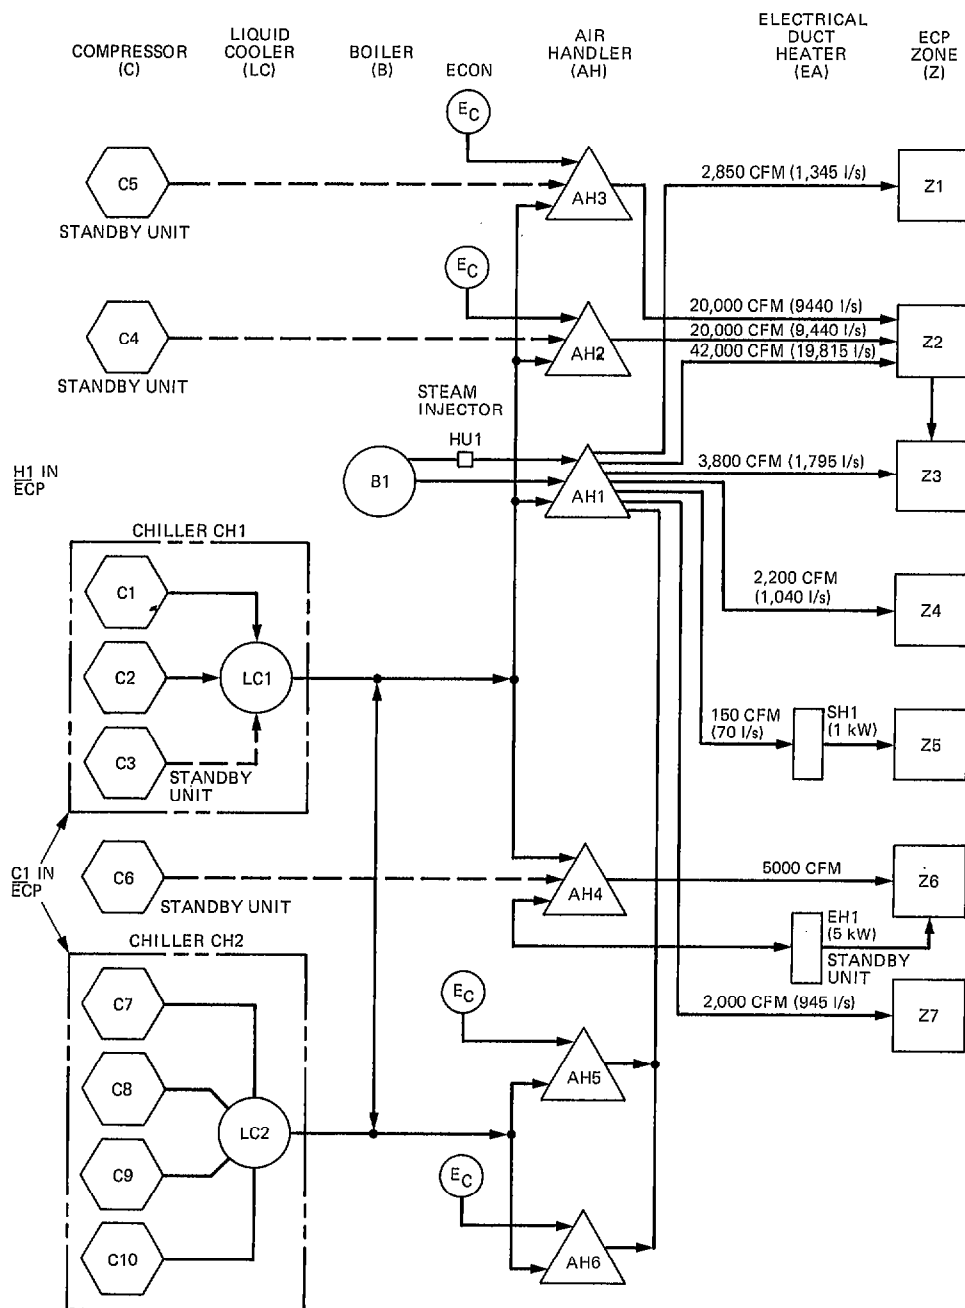 COMPRESSOR
(C)
LIQUID
COOLER
(LC)
BOILER
(B)
ECON
AIR
HANDLER
(AH)
ELECTRICAL
DUCT
HEATER
(EA)
ECP
ZONE
(Z)
EC
C5
STANDBY UNIT
AH3
2,850 CFM (1,345 l/s)
Z1
EC
C4
STANDBY UNIT
AH2
20,000 CFM (9440 l/s)
20,000 CFM (9,440 l/s)
42,000 CFM (19,815 l/s)
Z2
STEAM
INJECTOR
HU1
H1 IN
ECP
B1
AH1
3,800 CFM (1,795 l/s)
Z3
CHILLER CH1
C1
C2
C3
LC1
STANDBY
UNIT
2,200 CFM
(1,040 l/s)
Z4
150 CFM
(70 l/s)
SH1
(1 kW)
Z5
C1 IN
ECP
C6
STANDBY UNIT
AH4
5000 CFM
Z6
EH1
(5 kW)
STANDBY
UNIT
CHILLER CH2
C7
C8
C9
C10
LC2
EC
AH5
2,000 CFM (945 l/s)
Z7
EC
AH6